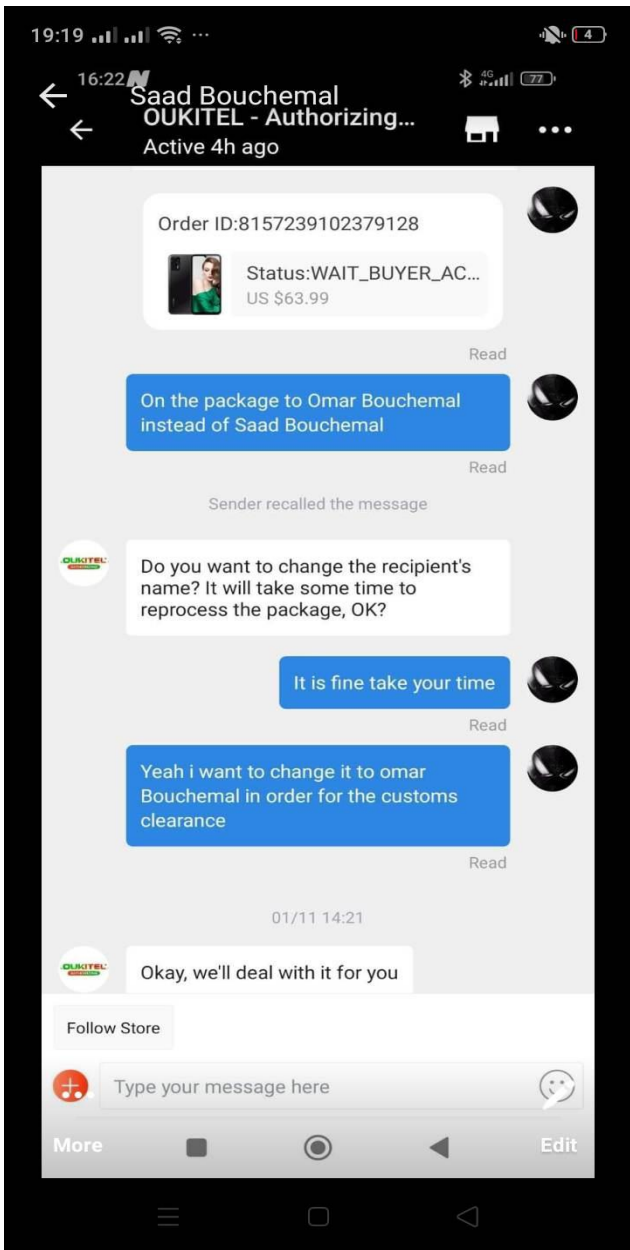 19:19
4
16:22
4G
77
Saad Bouchemal
OUKITEL - Authorizing...
Active 4h ago
Order ID:8157239102379128
Status:WAIT_BUYER_AC...
US $63.99
Read
On the package to Omar Bouchemal
instead of Saad Bouchemal
Read
Sender recalled the message
OUKITEL
Do you want to change the recipient's
name? It will take some time to
reprocess the package, OK?
It is fine take your time
Read
Yeah i want to change it to omar
Bouchemal in order for the customs
clearance
Read
01/11 14:21
OUKITEL
Okay, we'll deal with it for you
Follow Store
Type your message here
More
Edit